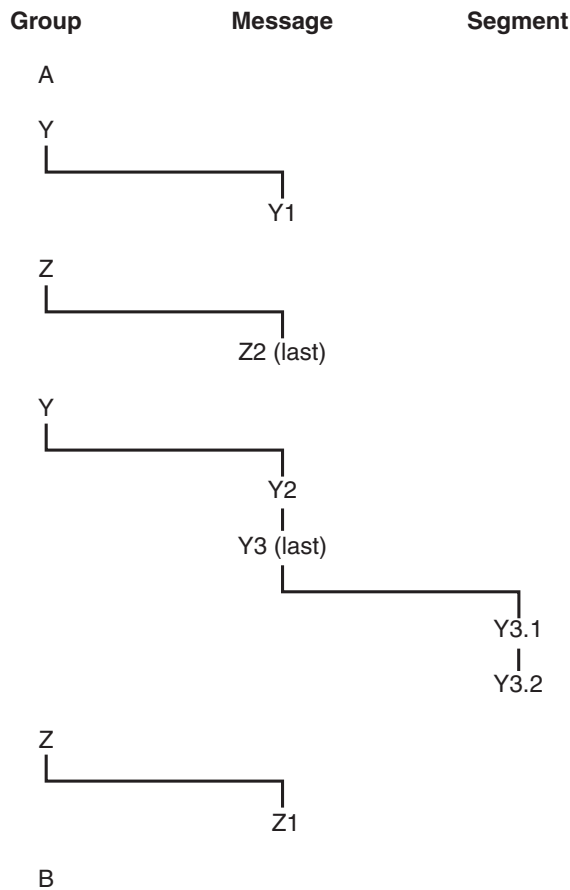 Group Message Segment
A
Y
Y1
Z
Z2 (last)
Y
Y2
Y3 (last)
Y3.1
Y3.2
Z
Z1
B